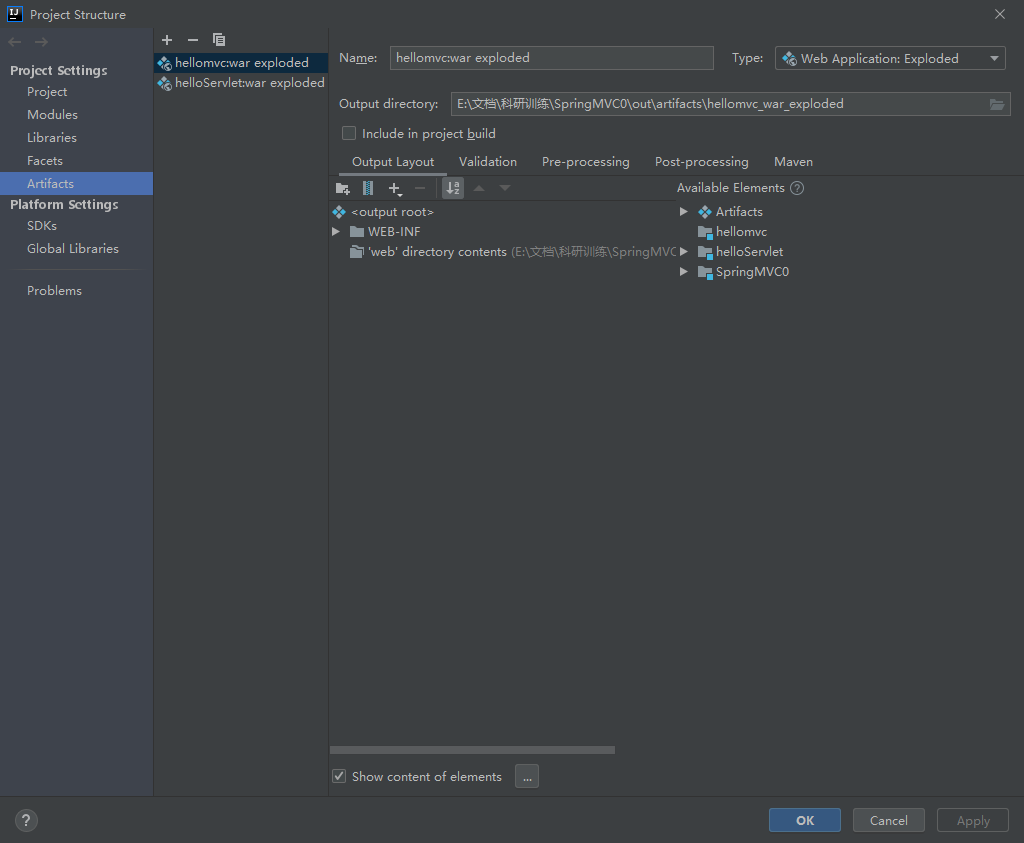 Project Structure
Project Settings
Project
Modules
Libraries
Facets
Artifacts
Platform Settings
SDKs
Global Libraries
Problems
hellomvc:war exploded
helloServlet:war exploded
Name: hellomvc:war exploded Type: Web Application: Exploded
Output directory: E:\文档\科研训练\SpringMVC0\out\artifacts\hellomvc_war_exploded
Include in project build
Output Layout Validation Pre-processing Post-processing Maven
Available Elements ?
<output root>
WEB-INF
'web' directory contents (E:\文档\科研训练\SpringMVC
Artifacts
hellomvc
helloServlet
SpringMVC0
Show content of elements ...
? OK Cancel Apply